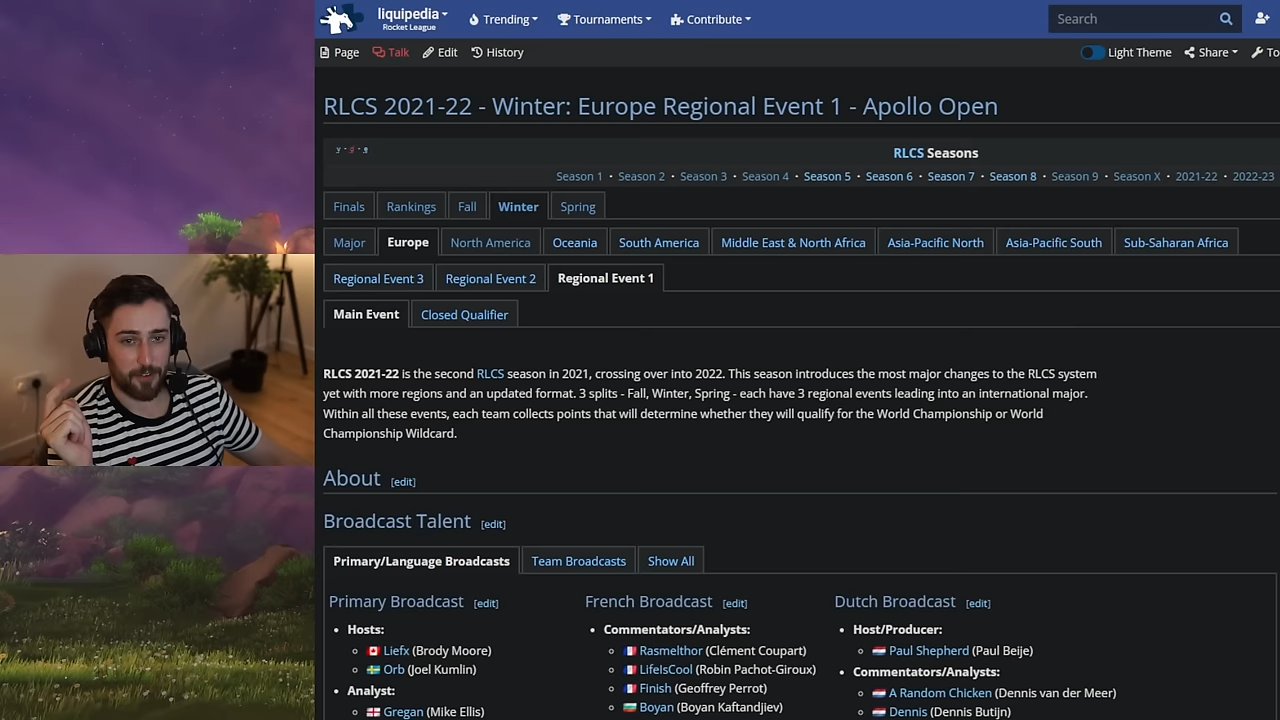 liquipedia
Rocket League
Trending
Tournaments
Contribute
Search
Page
Talk
Edit
History
Light Theme
Share
To
RLCS 2021-22 - Winter: Europe Regional Event 1 - Apollo Open
RLCS Seasons
Season 1 • Season 2 • Season 3 • Season 4 • Season 5 • Season 6 • Season 7 • Season 8 • Season 9 • Season X • 2021-22 • 2022-23
Finals Rankings Fall Winter Spring
Major Europe North America Oceania South America Middle East & North Africa Asia-Pacific North Asia-Pacific South Sub-Saharan Africa
Regional Event 3 Regional Event 2 Regional Event 1
Main Event Closed Qualifier
RLCS 2021-22 is the second RLCS season in 2021, crossing over into 2022. This season introduces the most major changes to the RLCS system
yet with more regions and an updated format. 3 splits - Fall, Winter, Spring - each have 3 regional events leading into an international major.
Within all these events, each team collects points that will determine whether they will qualify for the World Championship or World
Championship Wildcard.
About [edit]
Broadcast Talent [edit]
Primary/Language Broadcasts Team Broadcasts Show All
Primary Broadcast [edit]
Hosts:
Liefx (Brody Moore)
Orb (Joel Kumlin)
Analyst:
Gregan (Mike Ellis)
French Broadcast [edit]
Commentators/Analysts:
Rasmelthor (Clément Coupart)
LifeIsCool (Robin Pachot-Giroux)
Finish (Geoffrey Perrot)
Boyan (Boyan Kaftandjiev)
Dutch Broadcast [edit]
Host/Producer:
Paul Shepherd (Paul Beije)
Commentators/Analysts:
A Random Chicken (Dennis van der Meer)
Dennis (Dennis Butijn)